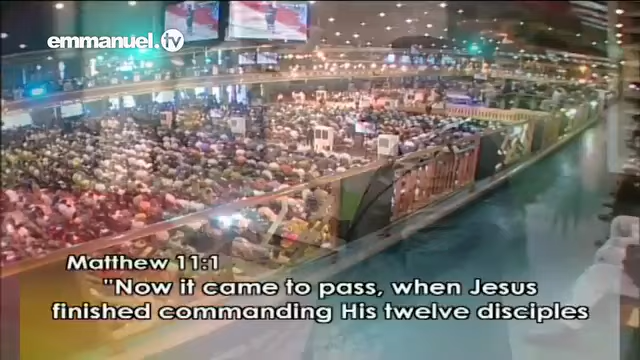 emmanuel.tv
Matthew 11:1
"Now it came to pass, when Jesus
finished commanding His twelve disciples